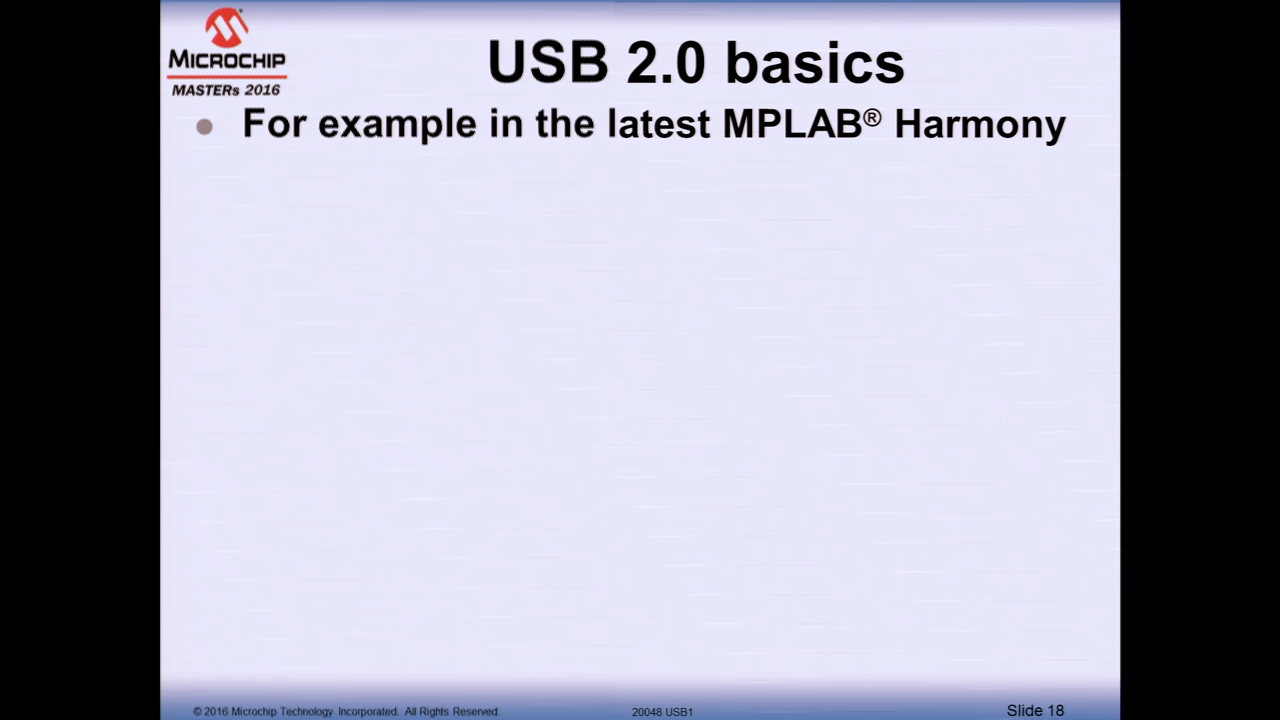 MICROCHIP
MASTERs 2016
USB 2.0 basics
For example in the latest MPLAB® Harmony
© 2016 Microchip Technology Incorporated. All Rights Reserved.
20048 USB1
Slide 18